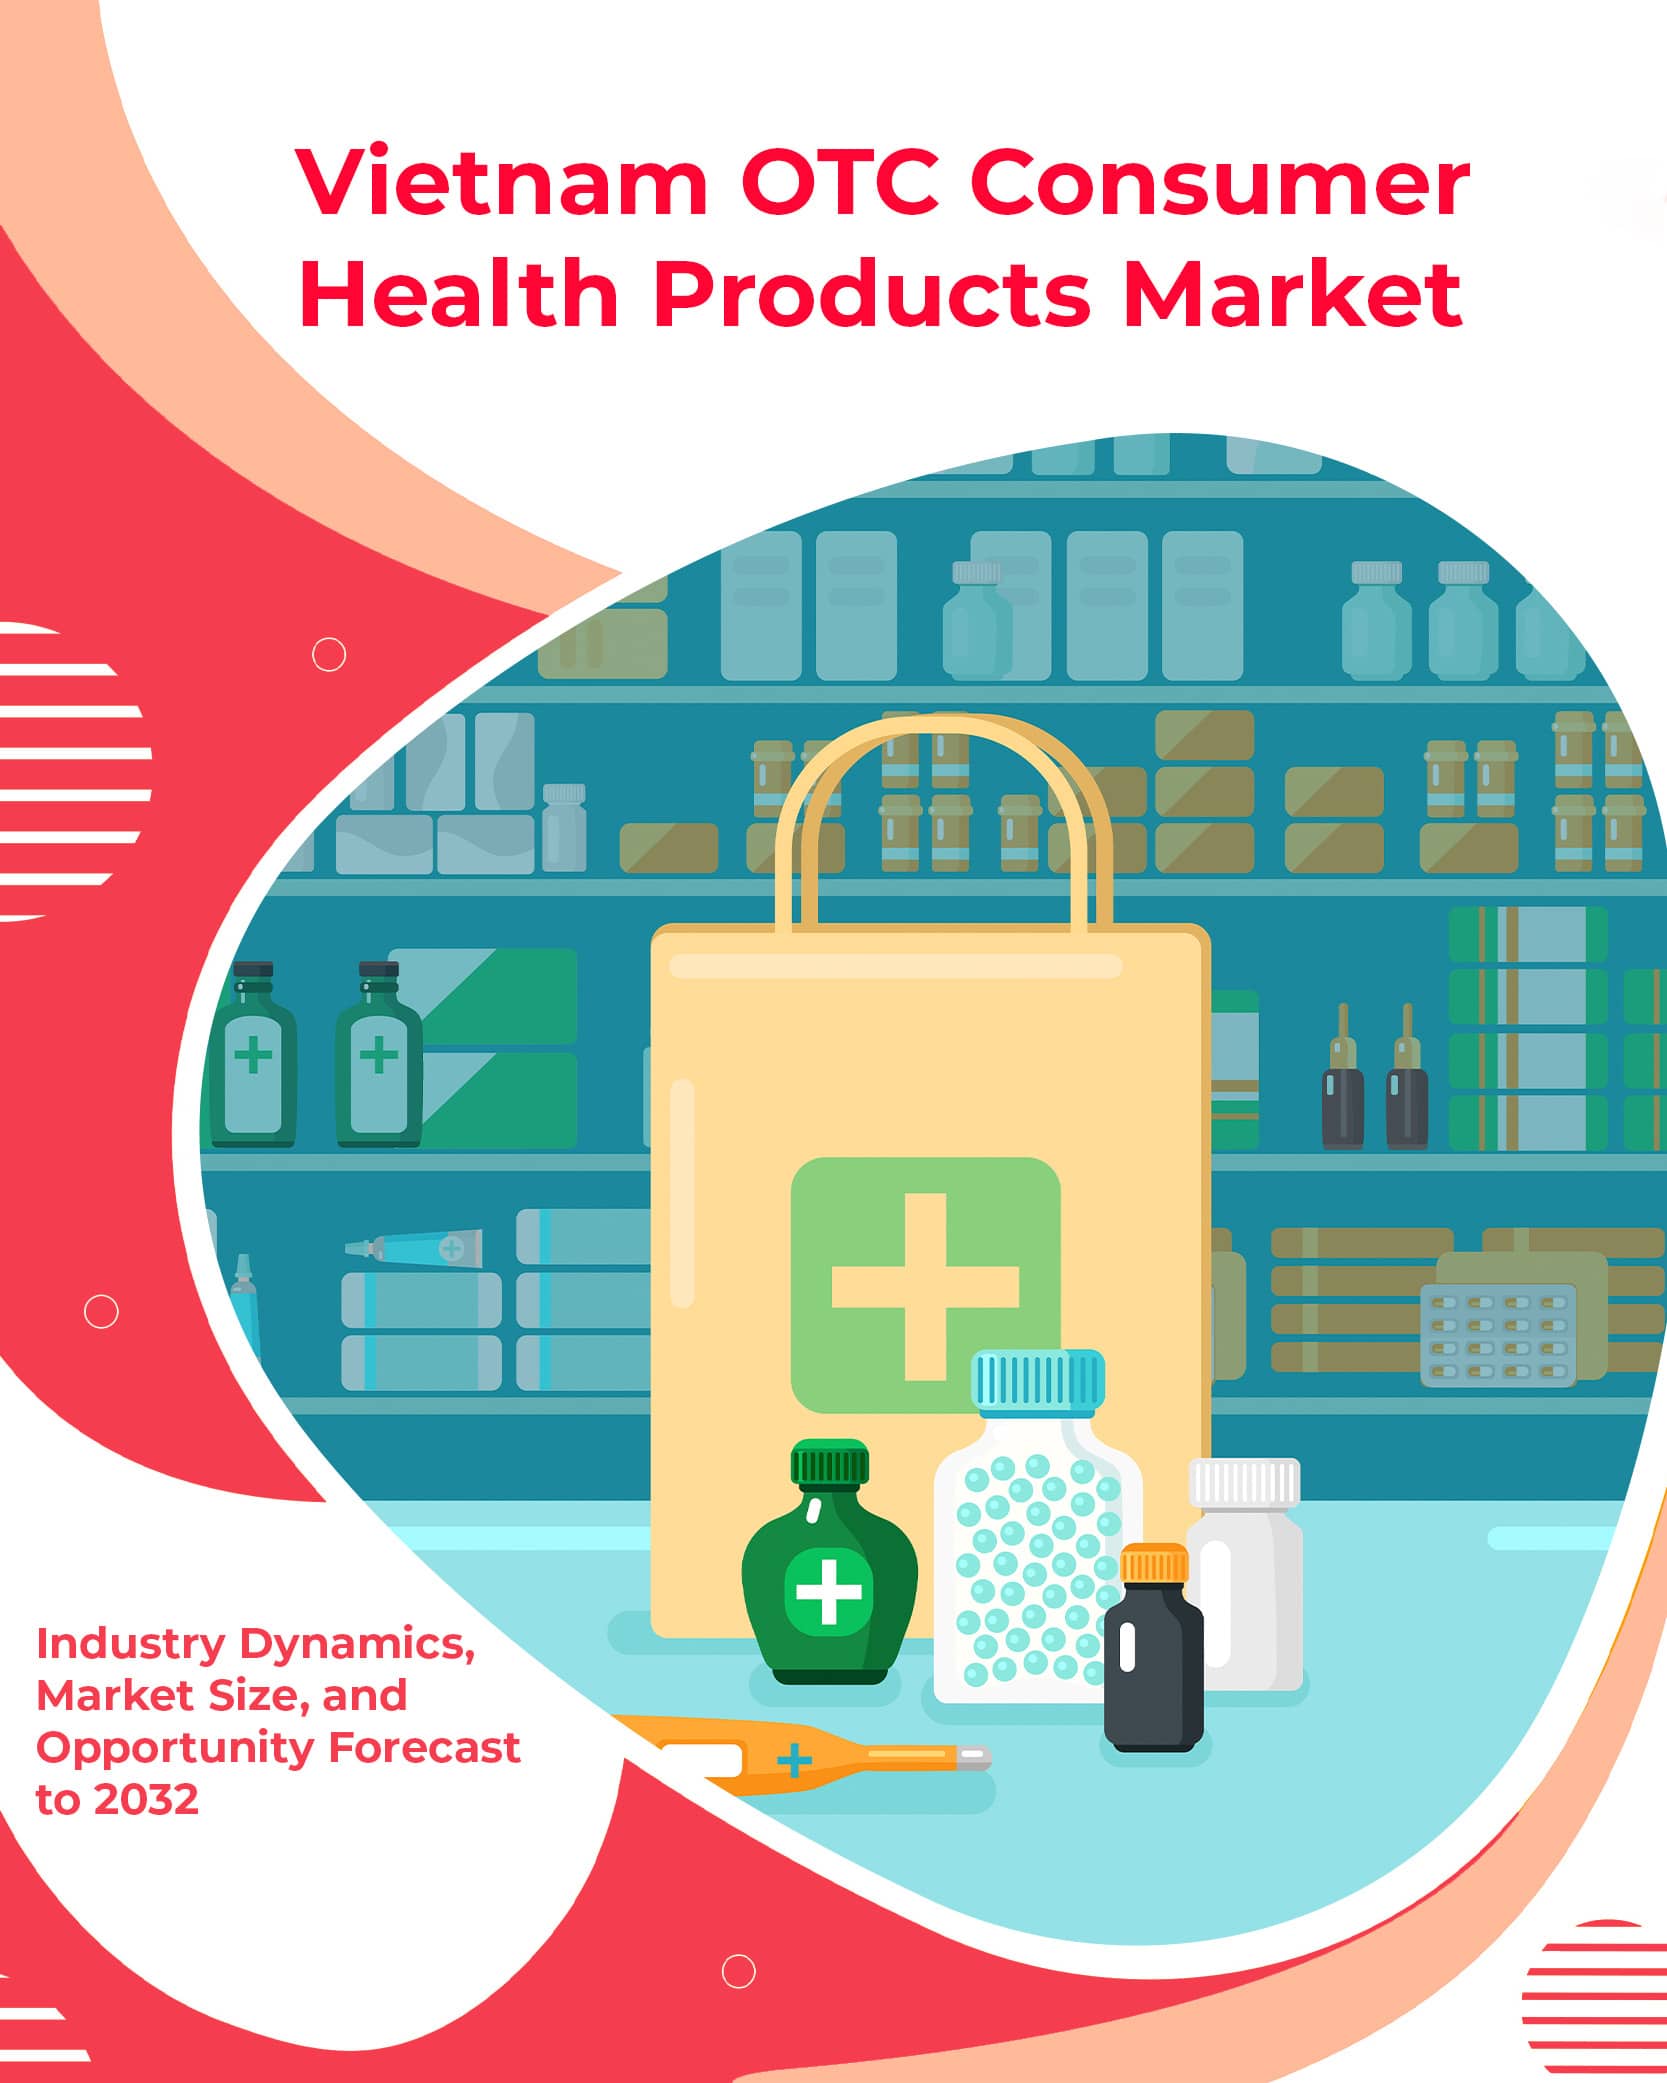 Vietnam OTC Consumer
Health Products Market
Industry Dynamics,
Market Size, and
Opportunity Forecast
to 2032